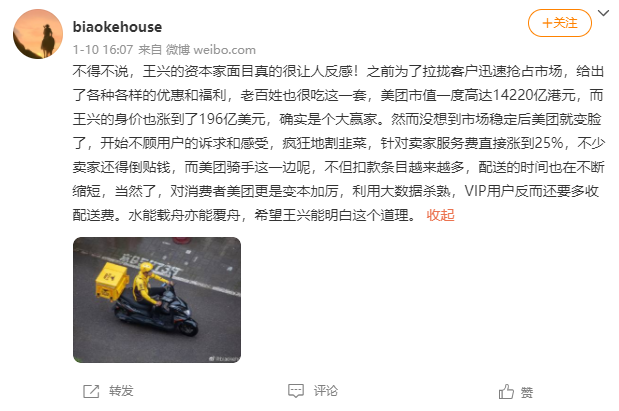 biaokehouse
+关注
1-10 16:07 来自 微博 weibo.com
不得不说，王兴的资本家面目真的很让人反感！之前为了拉拢客户迅速抢占市场，给出
了各种各样的优惠和福利，老百姓也很吃这一套，美团市值一度高达14220亿港元，而
王兴的身价也涨到了196亿美元，确实是个大赢家。然而没想到市场稳定后美团就变脸
了，开始不顾用户的诉求和感受，疯狂地割韭菜，针对卖家服务费直接涨到25%，不少
卖家还得倒贴钱，而美团骑手这一边呢，不但扣款条目越来越多，配送的时间也在不断
缩短，当然了，对消费者美团更是变本加厉，利用大数据杀熟，VIP用户反而还要多收
配送费。水能载舟亦能覆舟，希望王兴能明白这个道理。 收起
转发
评论
赞